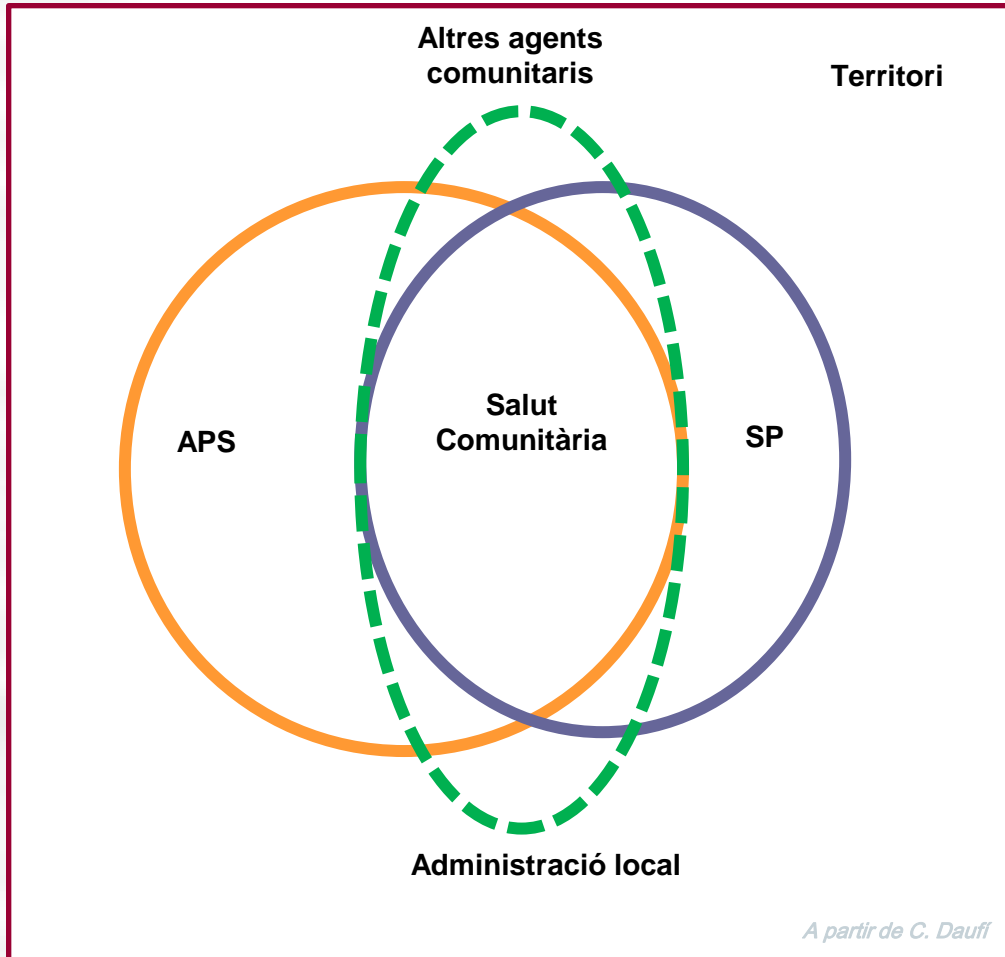 Altres agents
comunitaris
Territori
Salut
Comunitària
APS
SP
Administració local
A partir de C. Daufí